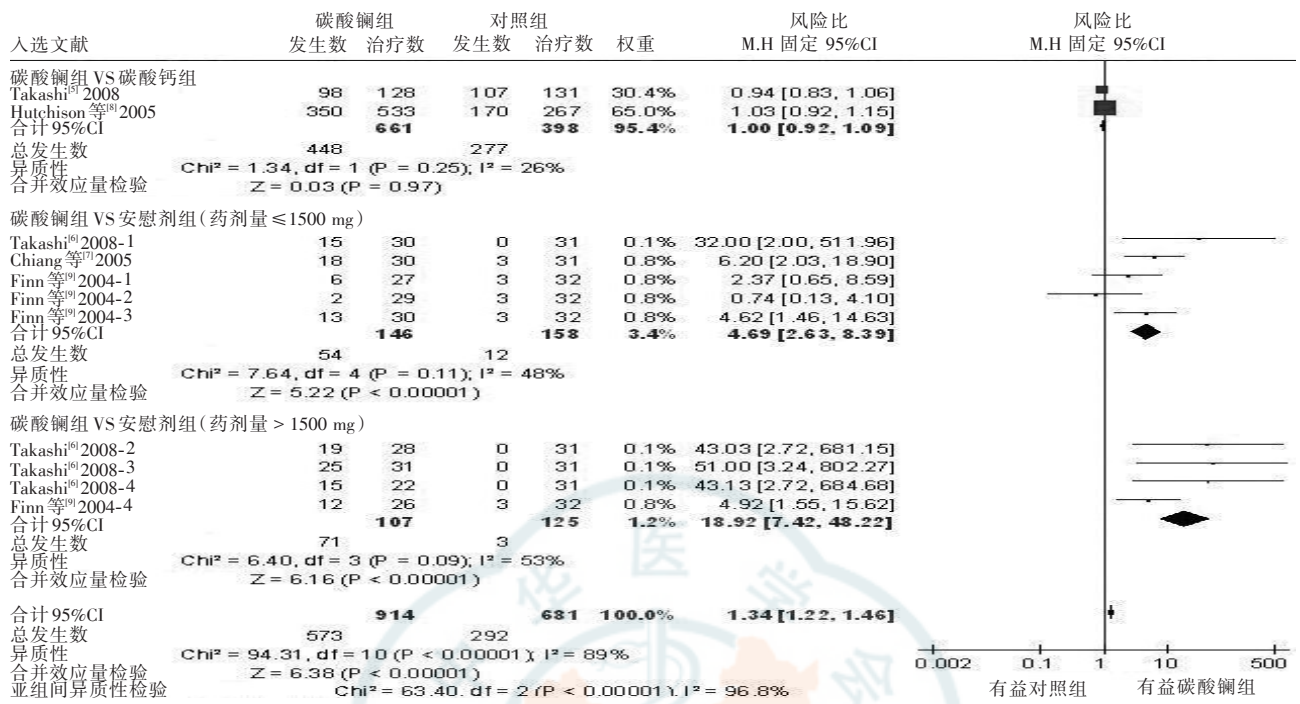 碳酸镧组 对照组 风险比 风险比
入选文献 发生数 治疗数 发生数 治疗数 权重 M.H 固定 95%CI M.H 固定 95%CI
碳酸镧组 VS 碳酸钙组
Takashi[5] 2008 98 128 107 131 30.4% 0.94 [0.83, 1.06]
Hutchison 等[8] 2005 350 533 170 267 65.0% 1.03 [0.92, 1.15]
合计 95%CI 661 398 95.4% 1.00 [0.92, 1.09]
总发生数 448 277
异质性 Chi² = 1.34, df = 1 (P = 0.25); I² = 26%
合并效应量检验 Z = 0.03 (P = 0.97)
碳酸镧组 VS 安慰剂组(药剂量≤1500 mg)
Takashi[6] 2008-1 15 30 0 31 0.1% 32.00 [2.00, 511.96]
Chiang 等[7] 2005 18 30 3 31 0.8% 6.20 [2.03, 18.90]
Finn 等[9] 2004-1 6 27 3 32 0.8% 2.37 [0.65, 8.59]
Finn 等[9] 2004-2 2 29 3 32 0.8% 0.74 [0.13, 4.10]
Finn 等[9] 2004-3 13 30 3 32 0.8% 4.62 [1.46, 14.63]
合计 95%CI 146 158 3.4% 4.69 [2.63, 8.39]
总发生数 54 12
异质性 Chi² = 7.64, df = 4 (P = 0.11); I² = 48%
合并效应量检验 Z = 5.22 (P < 0.00001)
碳酸镧组 VS 安慰剂组(药剂量 > 1500 mg)
Takashi[6] 2008-2 19 28 0 31 0.1% 43.03 [2.72, 681.15]
Takashi[6] 2008-3 25 31 0 31 0.1% 51.00 [3.24, 802.27]
Takashi[6] 2008-4 15 22 0 31 0.1% 43.13 [2.72, 684.68]
Finn 等[9] 2004-4 12 26 3 32 0.8% 4.92 [1.55, 15.62]
合计 95%CI 107 125 1.2% 18.92 [7.42, 48.22]
总发生数 71 3
异质性 Chi² = 6.40, df = 3 (P = 0.09); I² = 53%
合并效应量检验 Z = 6.16 (P < 0.00001)
合计 95%CI 914 681 100.0% 1.34 [1.22, 1.46]
总发生数 573 292
异质性 Chi² = 94.31, df = 10 (P < 0.00001); I² = 89%
合并效应量检验 Z = 6.38 (P < 0.00001)
亚组间异质性检验 Chi² = 63.40, df = 2 (P < 0.00001), I² = 96.8%
0.002 0.1 1 10 500
有益对照组 有益碳酸镧组
华医学会